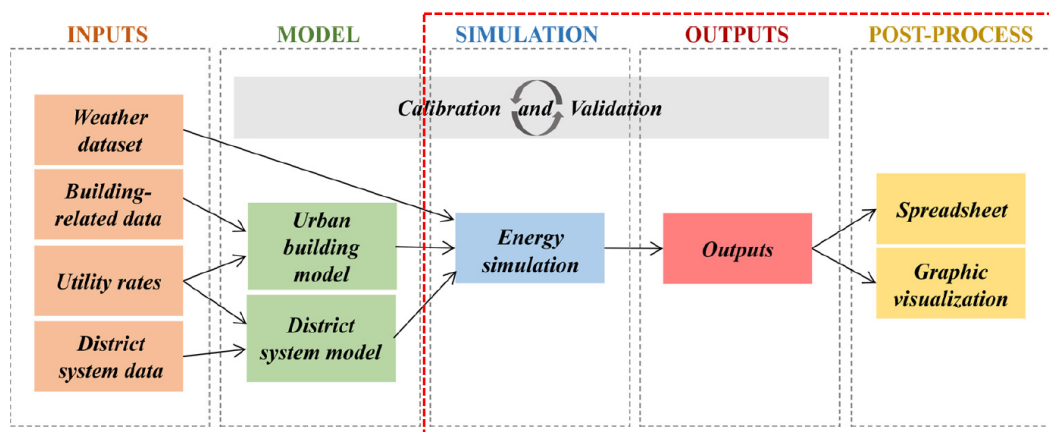 INPUTS
MODEL
SIMULATION
OUTPUTS
POST-PROCESS
Calibration and Validation
Weather
dataset
Building-
related data
Utility rates
District
system data
Urban
building
model
District
system model
Energy
simulation
Outputs
Spreadsheet
Graphic
visualization